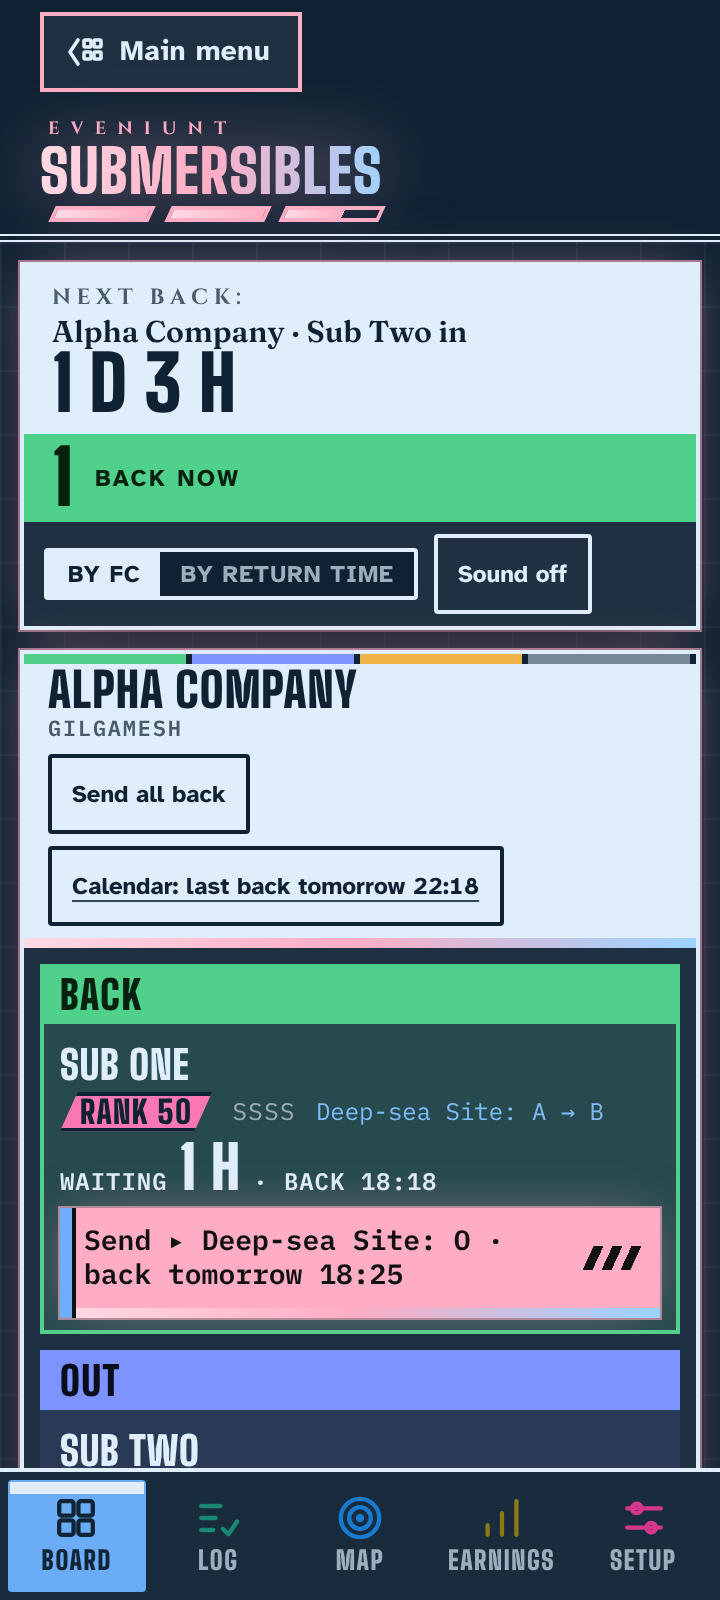 Main menu
EVENIUNT
SUBMERSIBLES
NEXT BACK:
Alpha Company · Sub Two in
1D 3H
1 BACK NOW
BY FC BY RETURN TIME Sound off
ALPHA COMPANY
GILGAMESH
Send all back
Calendar: last back tomorrow 22:18
BACK
SUB ONE
RANK 50 SSSS Deep-sea Site: A → B
WAITING 1H · BACK 18:18
Send ▸ Deep-sea Site: O ·
back tomorrow 18:25
OUT
SUB TWO
BOARD LOG MAP EARNINGS SETUP